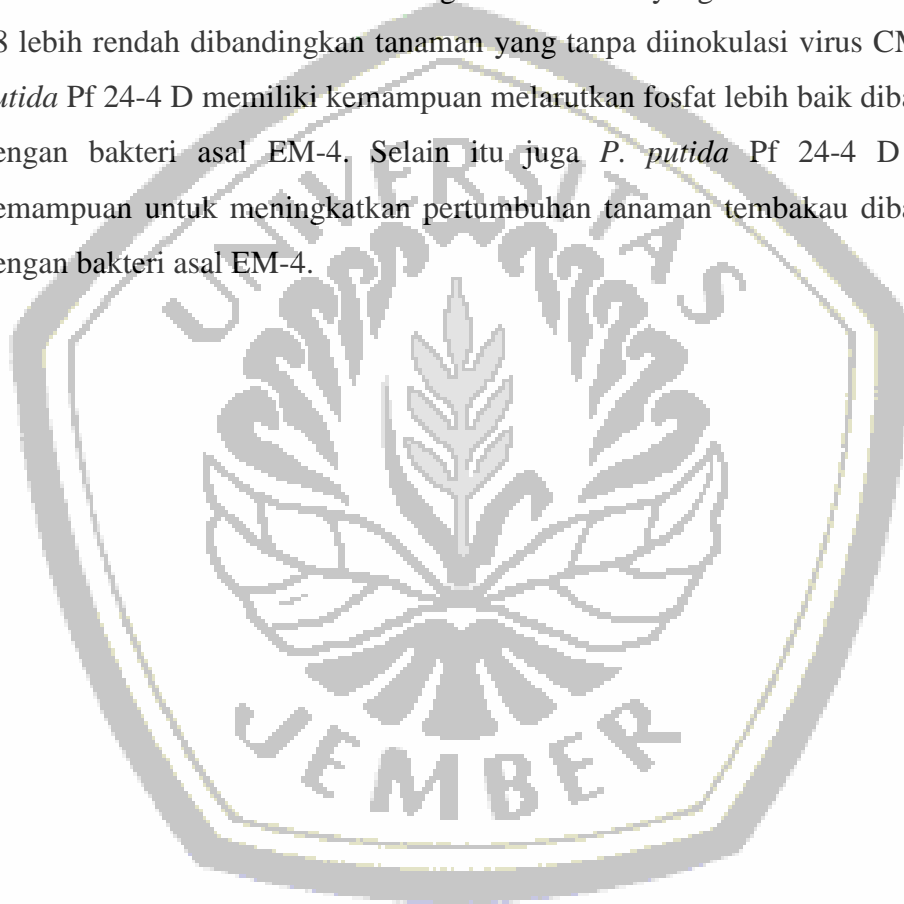 8 lebih rendah dibandingkan tanaman yang tanpa diinokulasi virus CM
utida Pf 24-4 D memiliki kemampuan melarutkan fosfat lebih baik diba
engan bakteri asal EM-4. Selain itu juga P. putida Pf 24-4 D
emampuan untuk meningkatkan pertumbuhan tanaman tembakau diba
engan bakteri asal EM-4.
UNIVERSITAS
JEMBER